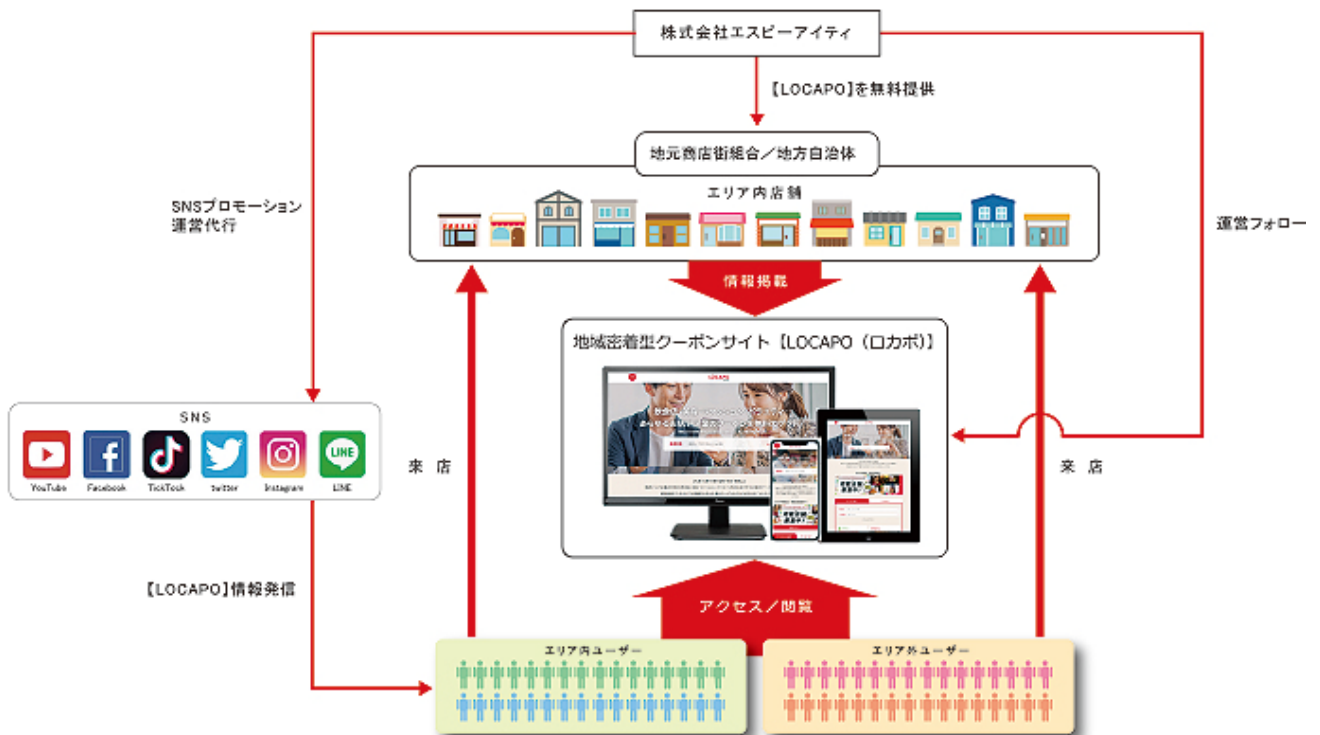 株式会社エスピーアイティ
【LOCAPO】を無料提供
地元商店街組合／地方自治体
エリア内店舗
SNSプロモーション
運営代行
運営フォロー
情報掲載
地域密着型クーポンサイト【LOCAPO（ロカポ）】
SNS
YouTube
Facebook
TickTock
twitter
Instagram
LINE
LINE
来店
来店
【LOCAPO】情報発信
アクセス／閲覧
エリア内ユーザー
エリア外ユーザー